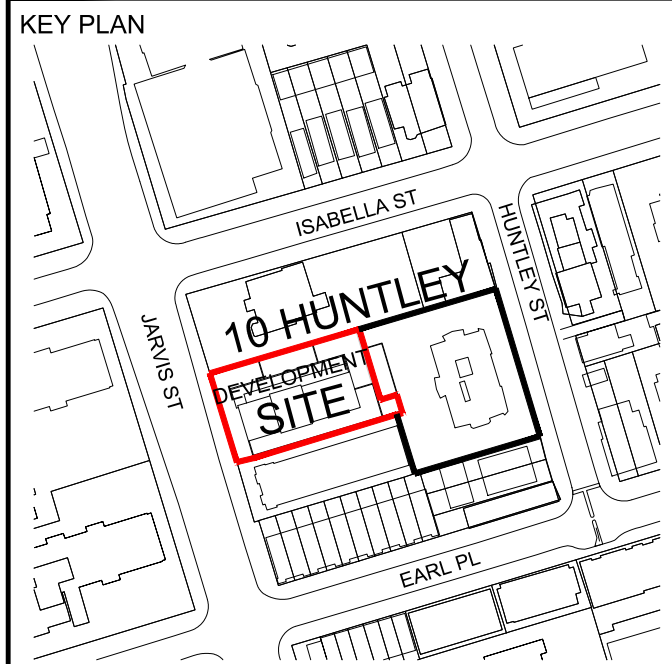 KEY PLAN
ISABELLA ST
HUNTLEY ST
10 HUNTLEY
JARVIS ST
DEVELOPMENT
SITE
EARL PL